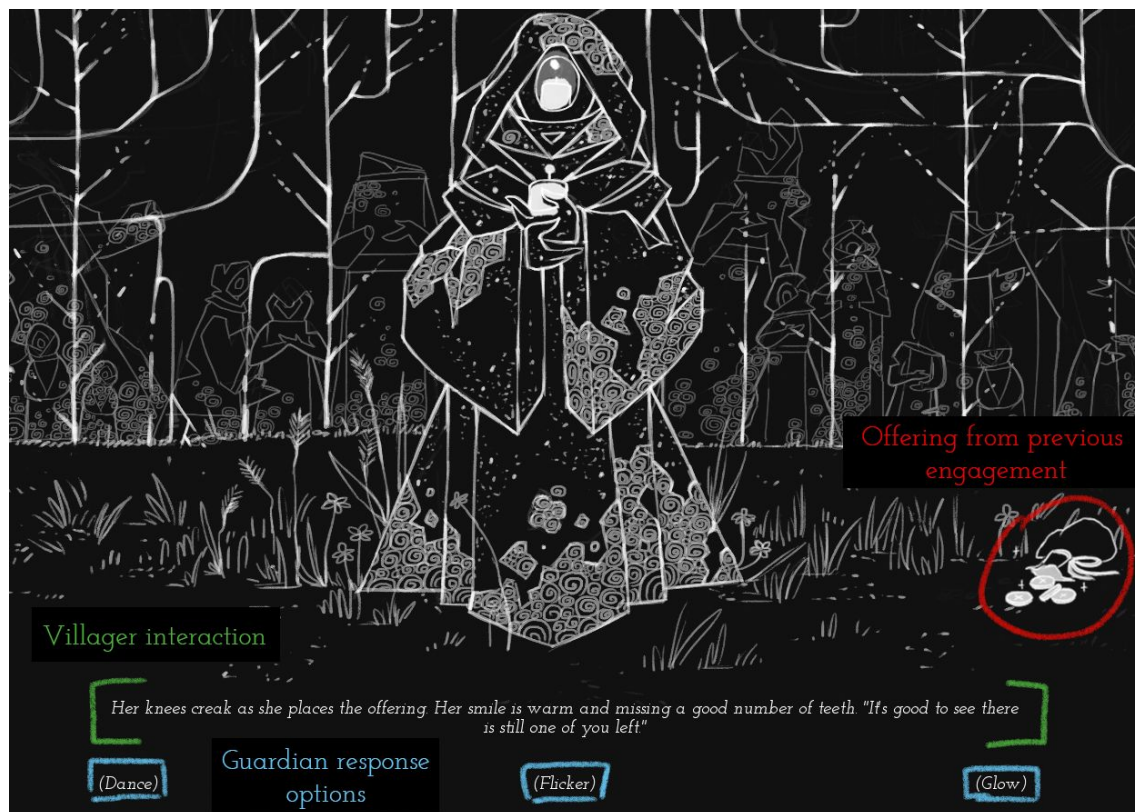 Offering from previous
engagement
Villager interaction
Her knees creak as she places the offering. Her smile is warm and missing a good number of teeth. "It's good to see there
is still one of you left."
Guardian response
options
(Dance)
(Flicker)
(Glow)